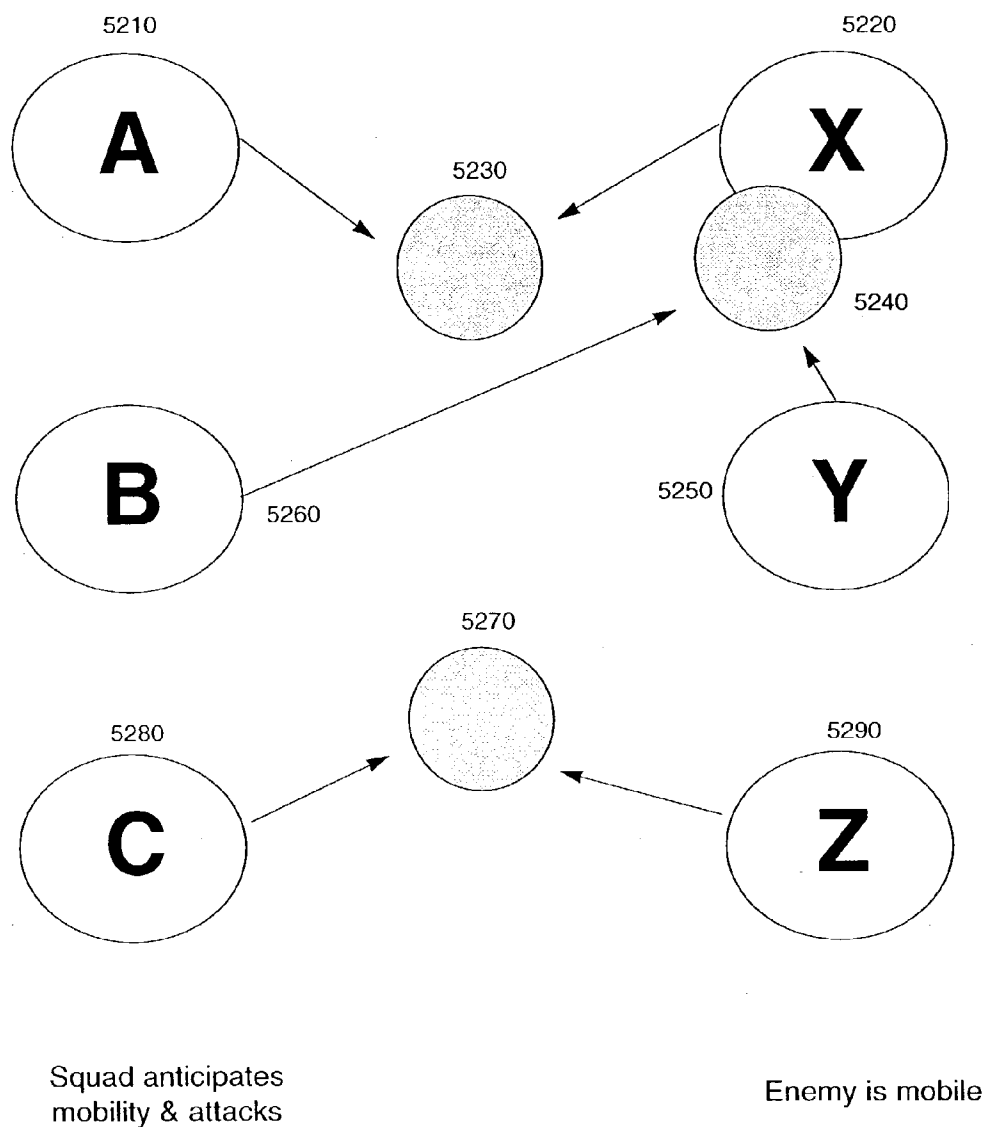 5210
5220
A
X
5230
5240
B
5260
5250
Y
5270
5280
5290
C
Z
Squad anticipates
mobility & attacks
Enemy is mobile